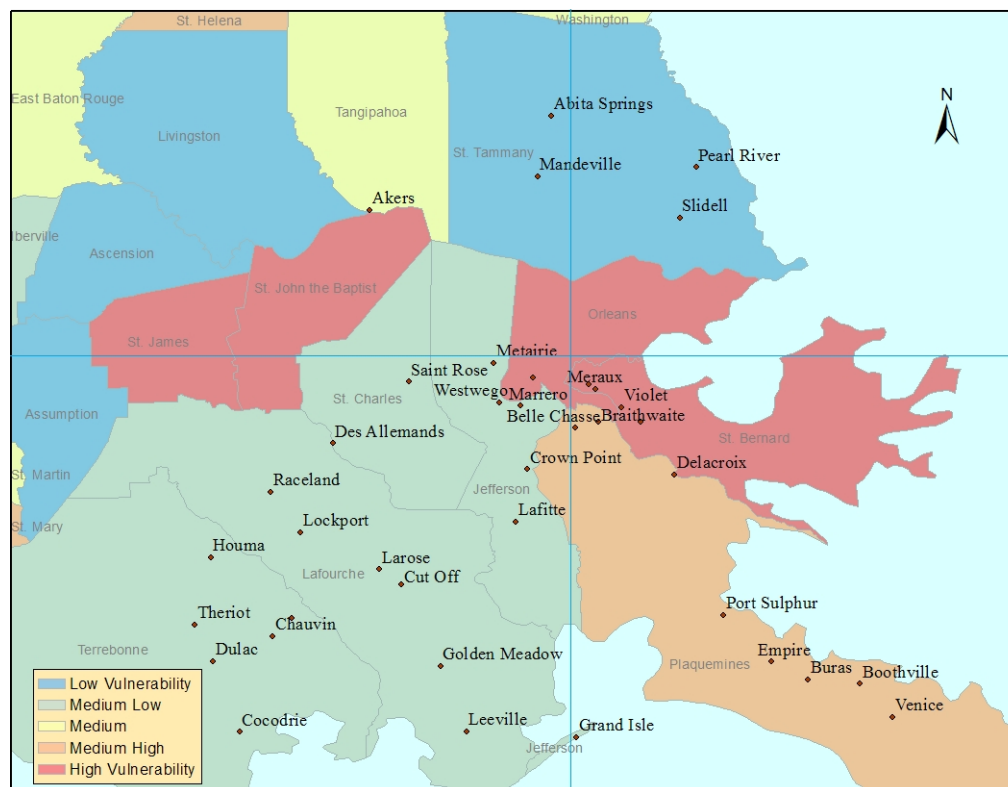 St. Helena
Washington
East Baton Rouge
Tangipahoa
Livingston
Abita Springs
St. Tammany
Mandeville
Pearl River
N
Akers
Slidell
Iberville
Ascension
St. John the Baptist
Orleans
St. James
Metairie
Saint Rose
Meraux
Westwego
Marrero
Violet
Assumption
St. Charles
Belle Chasse
Braithwaite
Des Allemands
St. Bernard
Crown Point
Delacroix
St. Martin
Raceland
Jefferson
Lafitte
Lockport
St. Mary
Houma
Larose
Lafourche
Cut Off
Theriot
Port Sulphur
Chauvin
Terrebonne
Dulac
Golden Meadow
Plaquemines
Empire
Buras
Boothville
Venice
Cocodrie
Leeville
Grand Isle
Jefferson
Low Vulnerability
Medium Low
Medium
Medium High
High Vulnerability